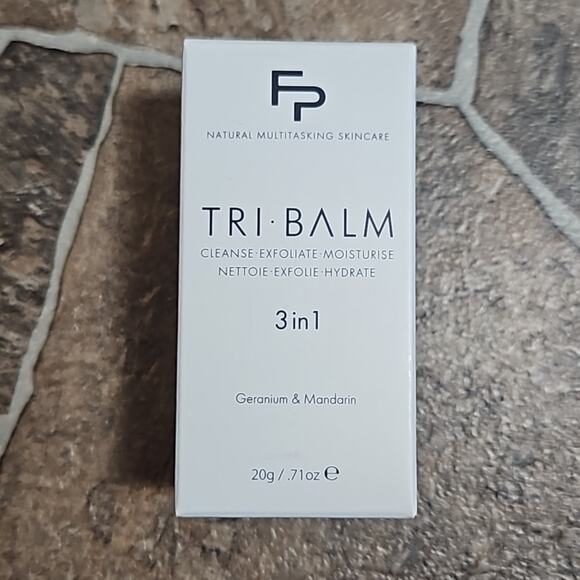 FP
NATURAL MULTITASKING SKINCARE
TRI·BALM
CLEANSE·EXFOLIATE·MOISTURISE
NETTOIE·EXFOLIE·HYDRATE
3in1
Geranium & Mandarin
20g / .71oz ℮